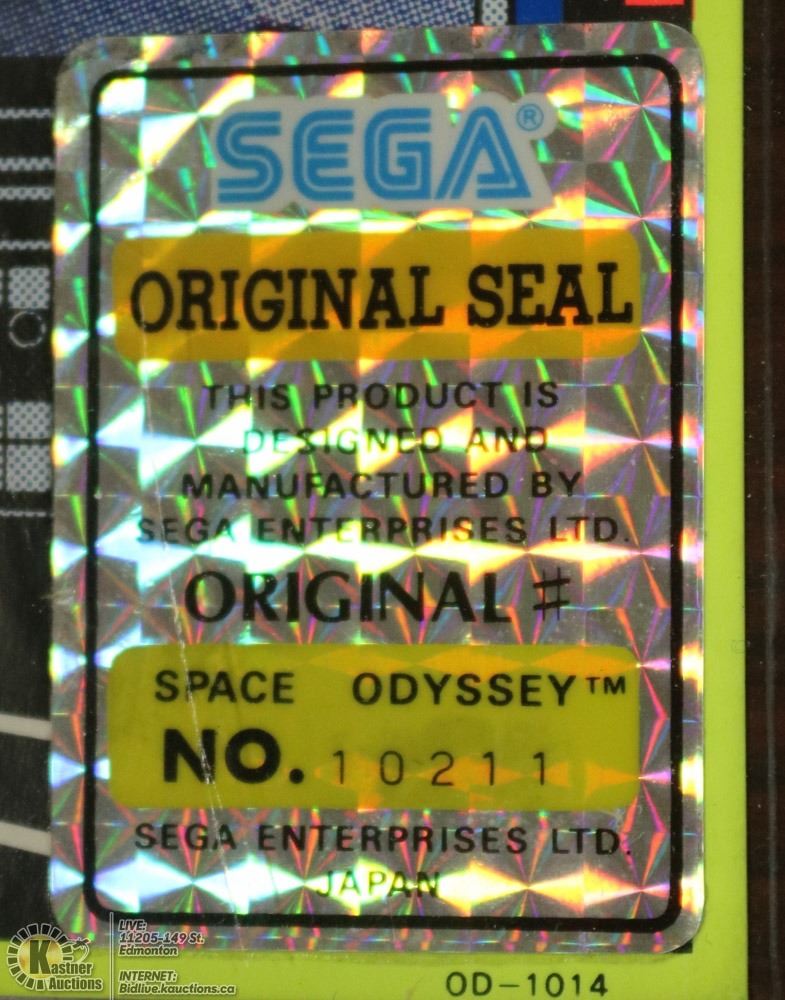 SEGA®
ORIGINAL SEAL
THIS PRODUCT IS
DESIGNED AND
MANUFACTURED BY
SEGA ENTERPRISES LTD.
ORIGINAL #
SPACE ODYSSEY™
NO. 10211
SEGA ENTERPRISES LTD.
JAPAN
OD-1014
Kastner
Auctions
LIVE:
11205-149 St.
Edmonton
INTERNET:
Bidlive.kauctions.ca